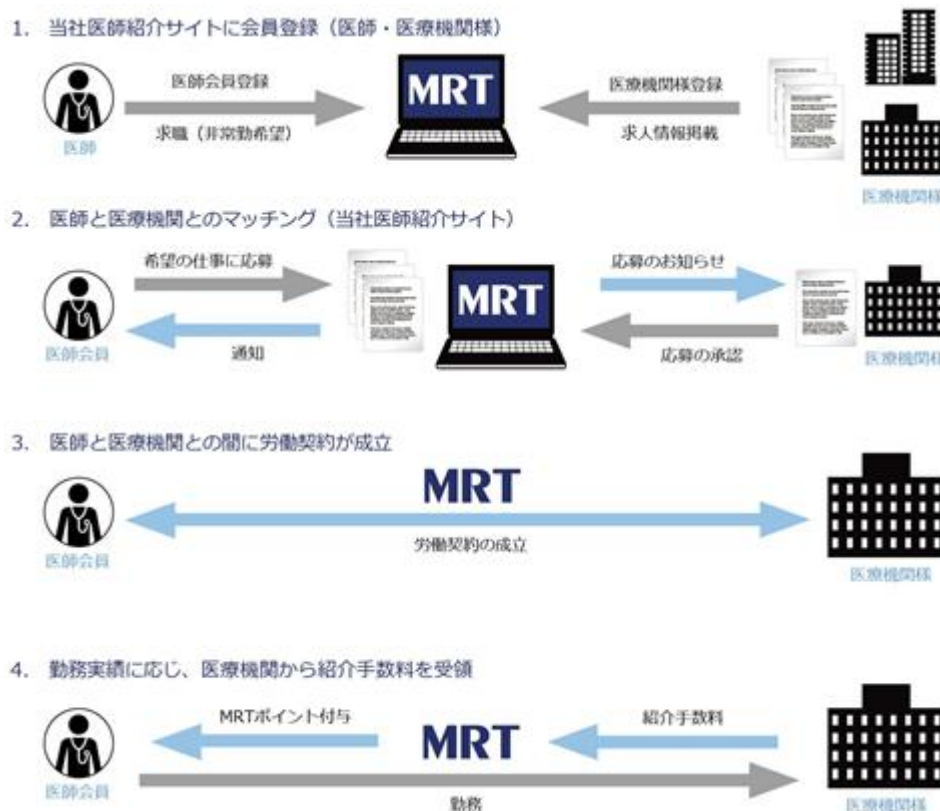 1. 当社医師紹介サイトに会員登録(医師・医療機関様)
医師会員登録
求職(非常勤希望)
医師
MRT
医療機関様登録
求人情報掲載
医療機関様
2. 医師と医療機関とのマッチング(当社医師紹介サイト)
希望の仕事に応募
通知
医師会員
MRT
応募のお知らせ
応募の承認
医療機関様
3. 医師と医療機関との間に労働契約が成立
MRT
労働契約の成立
医師会員
医療機関様
4. 勤務実績に応じ、医療機関から紹介手数料を受領
MRTポイント付与
MRT
紹介手数料
勤務
医師会員
医療機関様